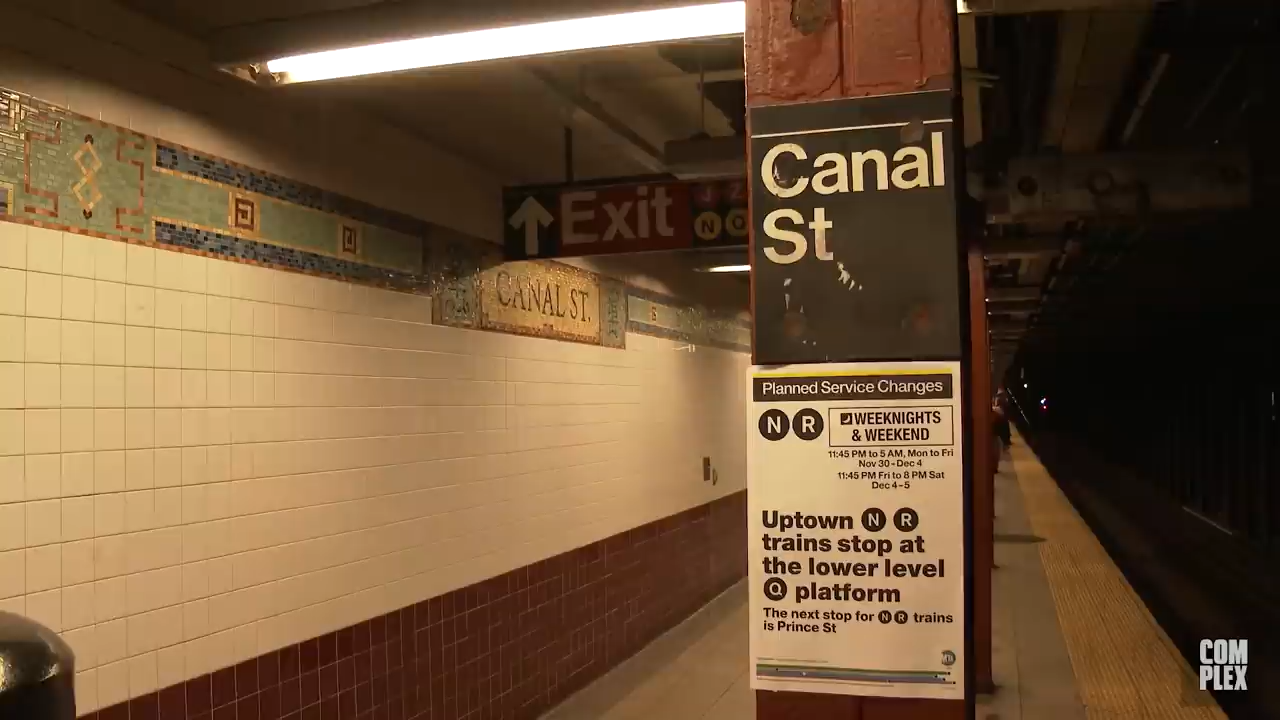 Exit
J Z
N Q
CANAL ST.
Canal
St
Planned Service Changes
N R
WEEKNIGHTS
& WEEKEND
11:45 PM to 5 AM, Mon to Fri
Nov 30 - Dec 4
11:45 PM Fri to 8 PM Sat
Dec 4-5
Uptown N R
trains stop at
the lower level
Q platform
The next stop for N R trains
is Prince St
COM
PLEX